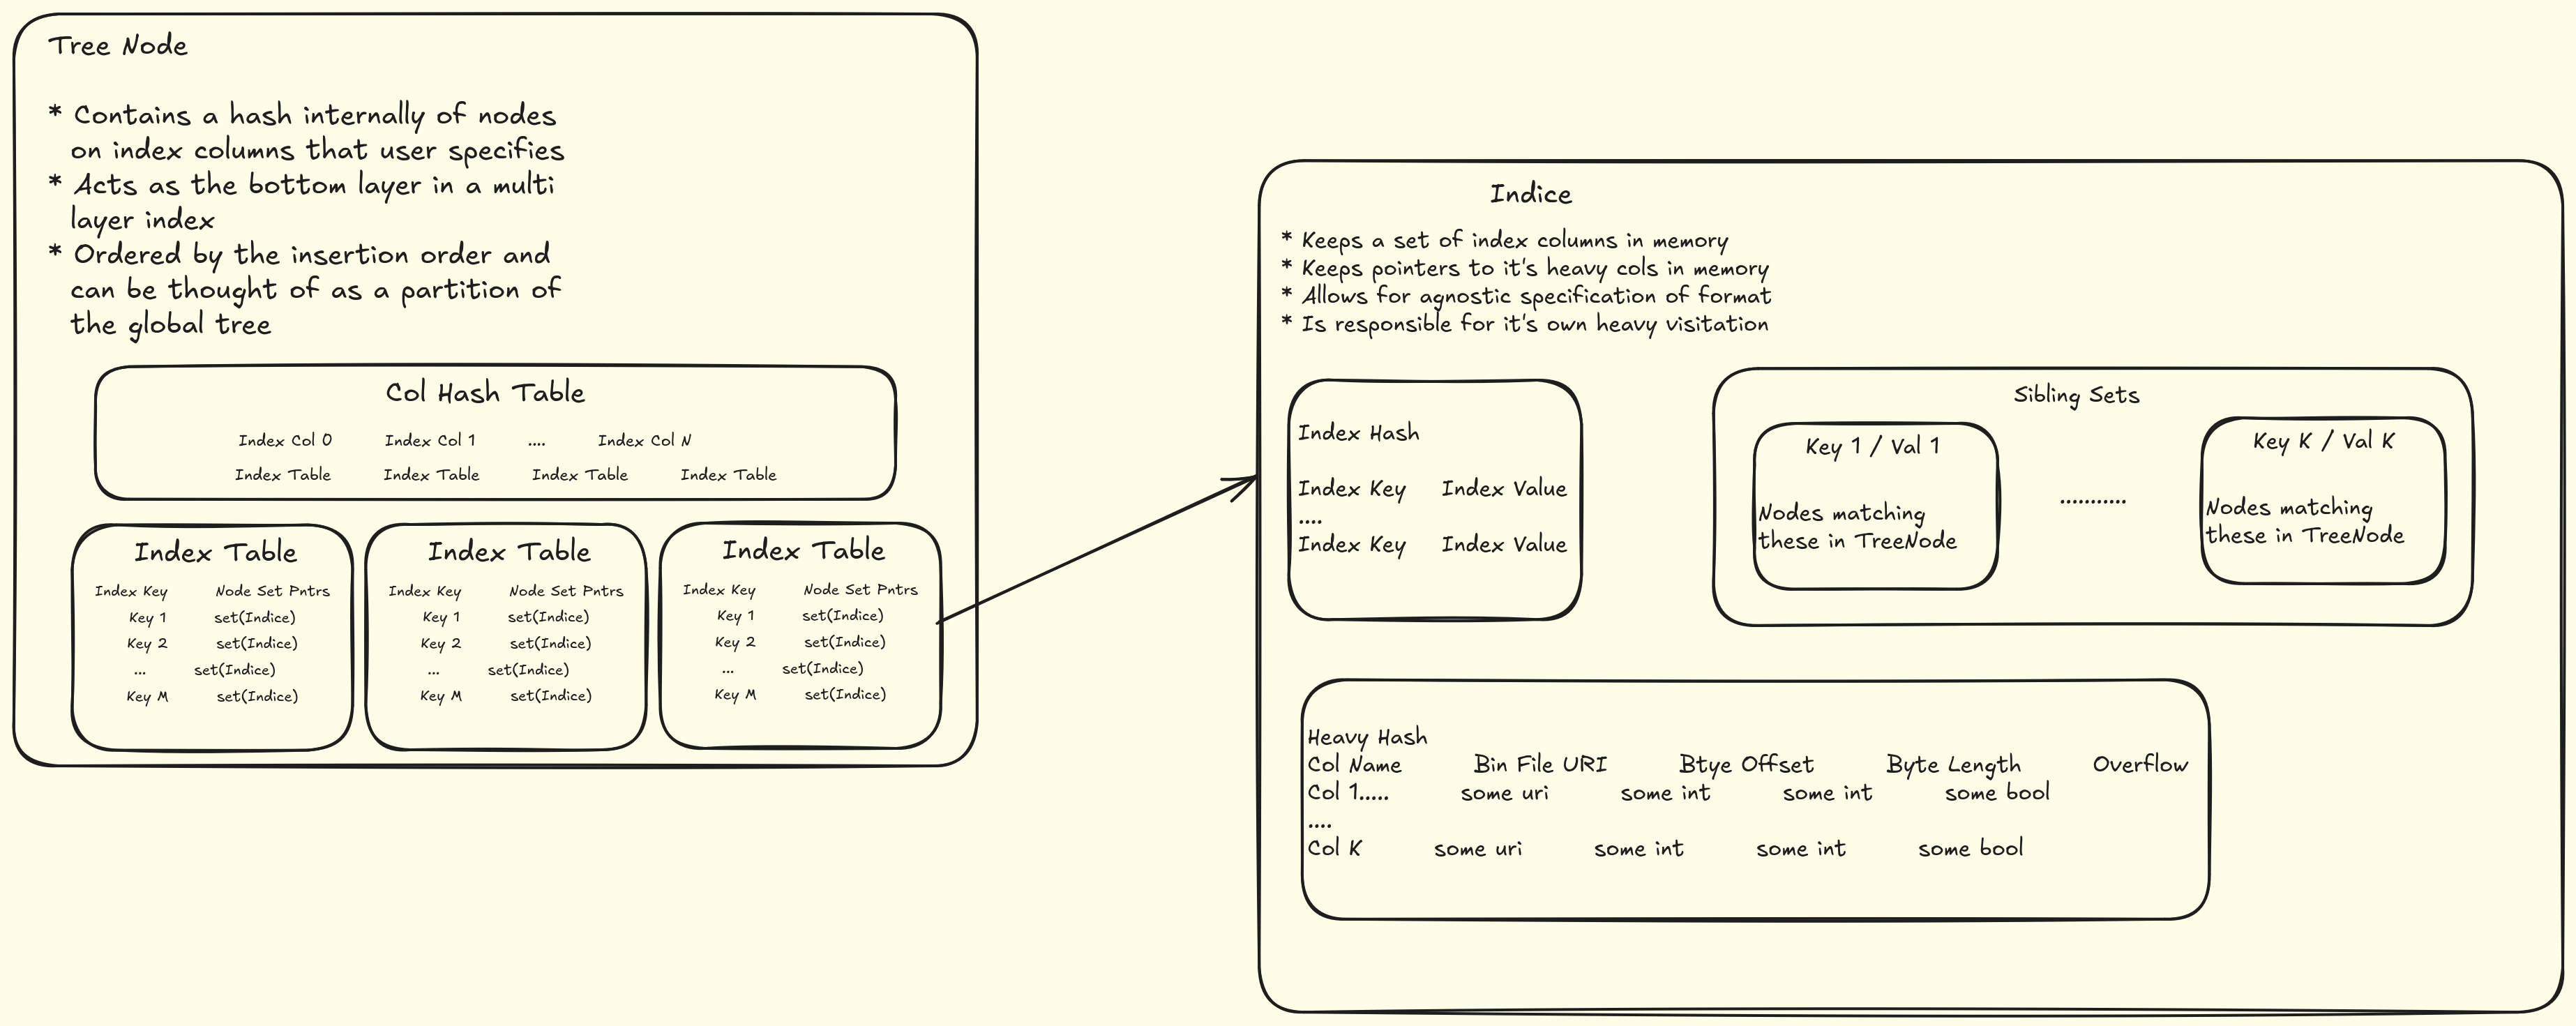 Tree Node
* Contains a hash internally of nodes
on index columns that user specifies
* Acts as the bottom layer in a multi
layer index
* Ordered by the insertion order and
can be thought of as a partition of
the global tree
Col Hash Table
Index Col 0 Index Col 1 .... Index Col N
Index Table Index Table Index Table Index Table
Index Table
Index Key Node Set Pntrs
Key 1 set(Indice)
Key 2 set(Indice)
... set(Indice)
Key M set(Indice)
Index Table
Index Key Node Set Pntrs
Key 1 set(Indice)
Key 2 set(Indice)
... set(Indice)
Key M set(Indice)
Index Table
Index Key Node Set Pntrs
Key 1 set(Indice)
Key 2 set(Indice)
... set(Indice)
Key M set(Indice)
Indice
* Keeps a set of index columns in memory
* Keeps pointers to it's heavy cols in memory
* Allows for agnostic specification of format
* Is responsible for it's own heavy visitation
Index Hash
Index Key Index Value
....
Index Key Index Value
Sibling Sets
Key 1 / Val 1
Nodes matching
these in TreeNode
...........
Key K / Val K
Nodes matching
these in TreeNode
Heavy Hash
Col Name Bin File URI Btye Offset Byte Length Overflow
Col 1..... some uri some int some int some bool
....
Col K some uri some int some int some bool